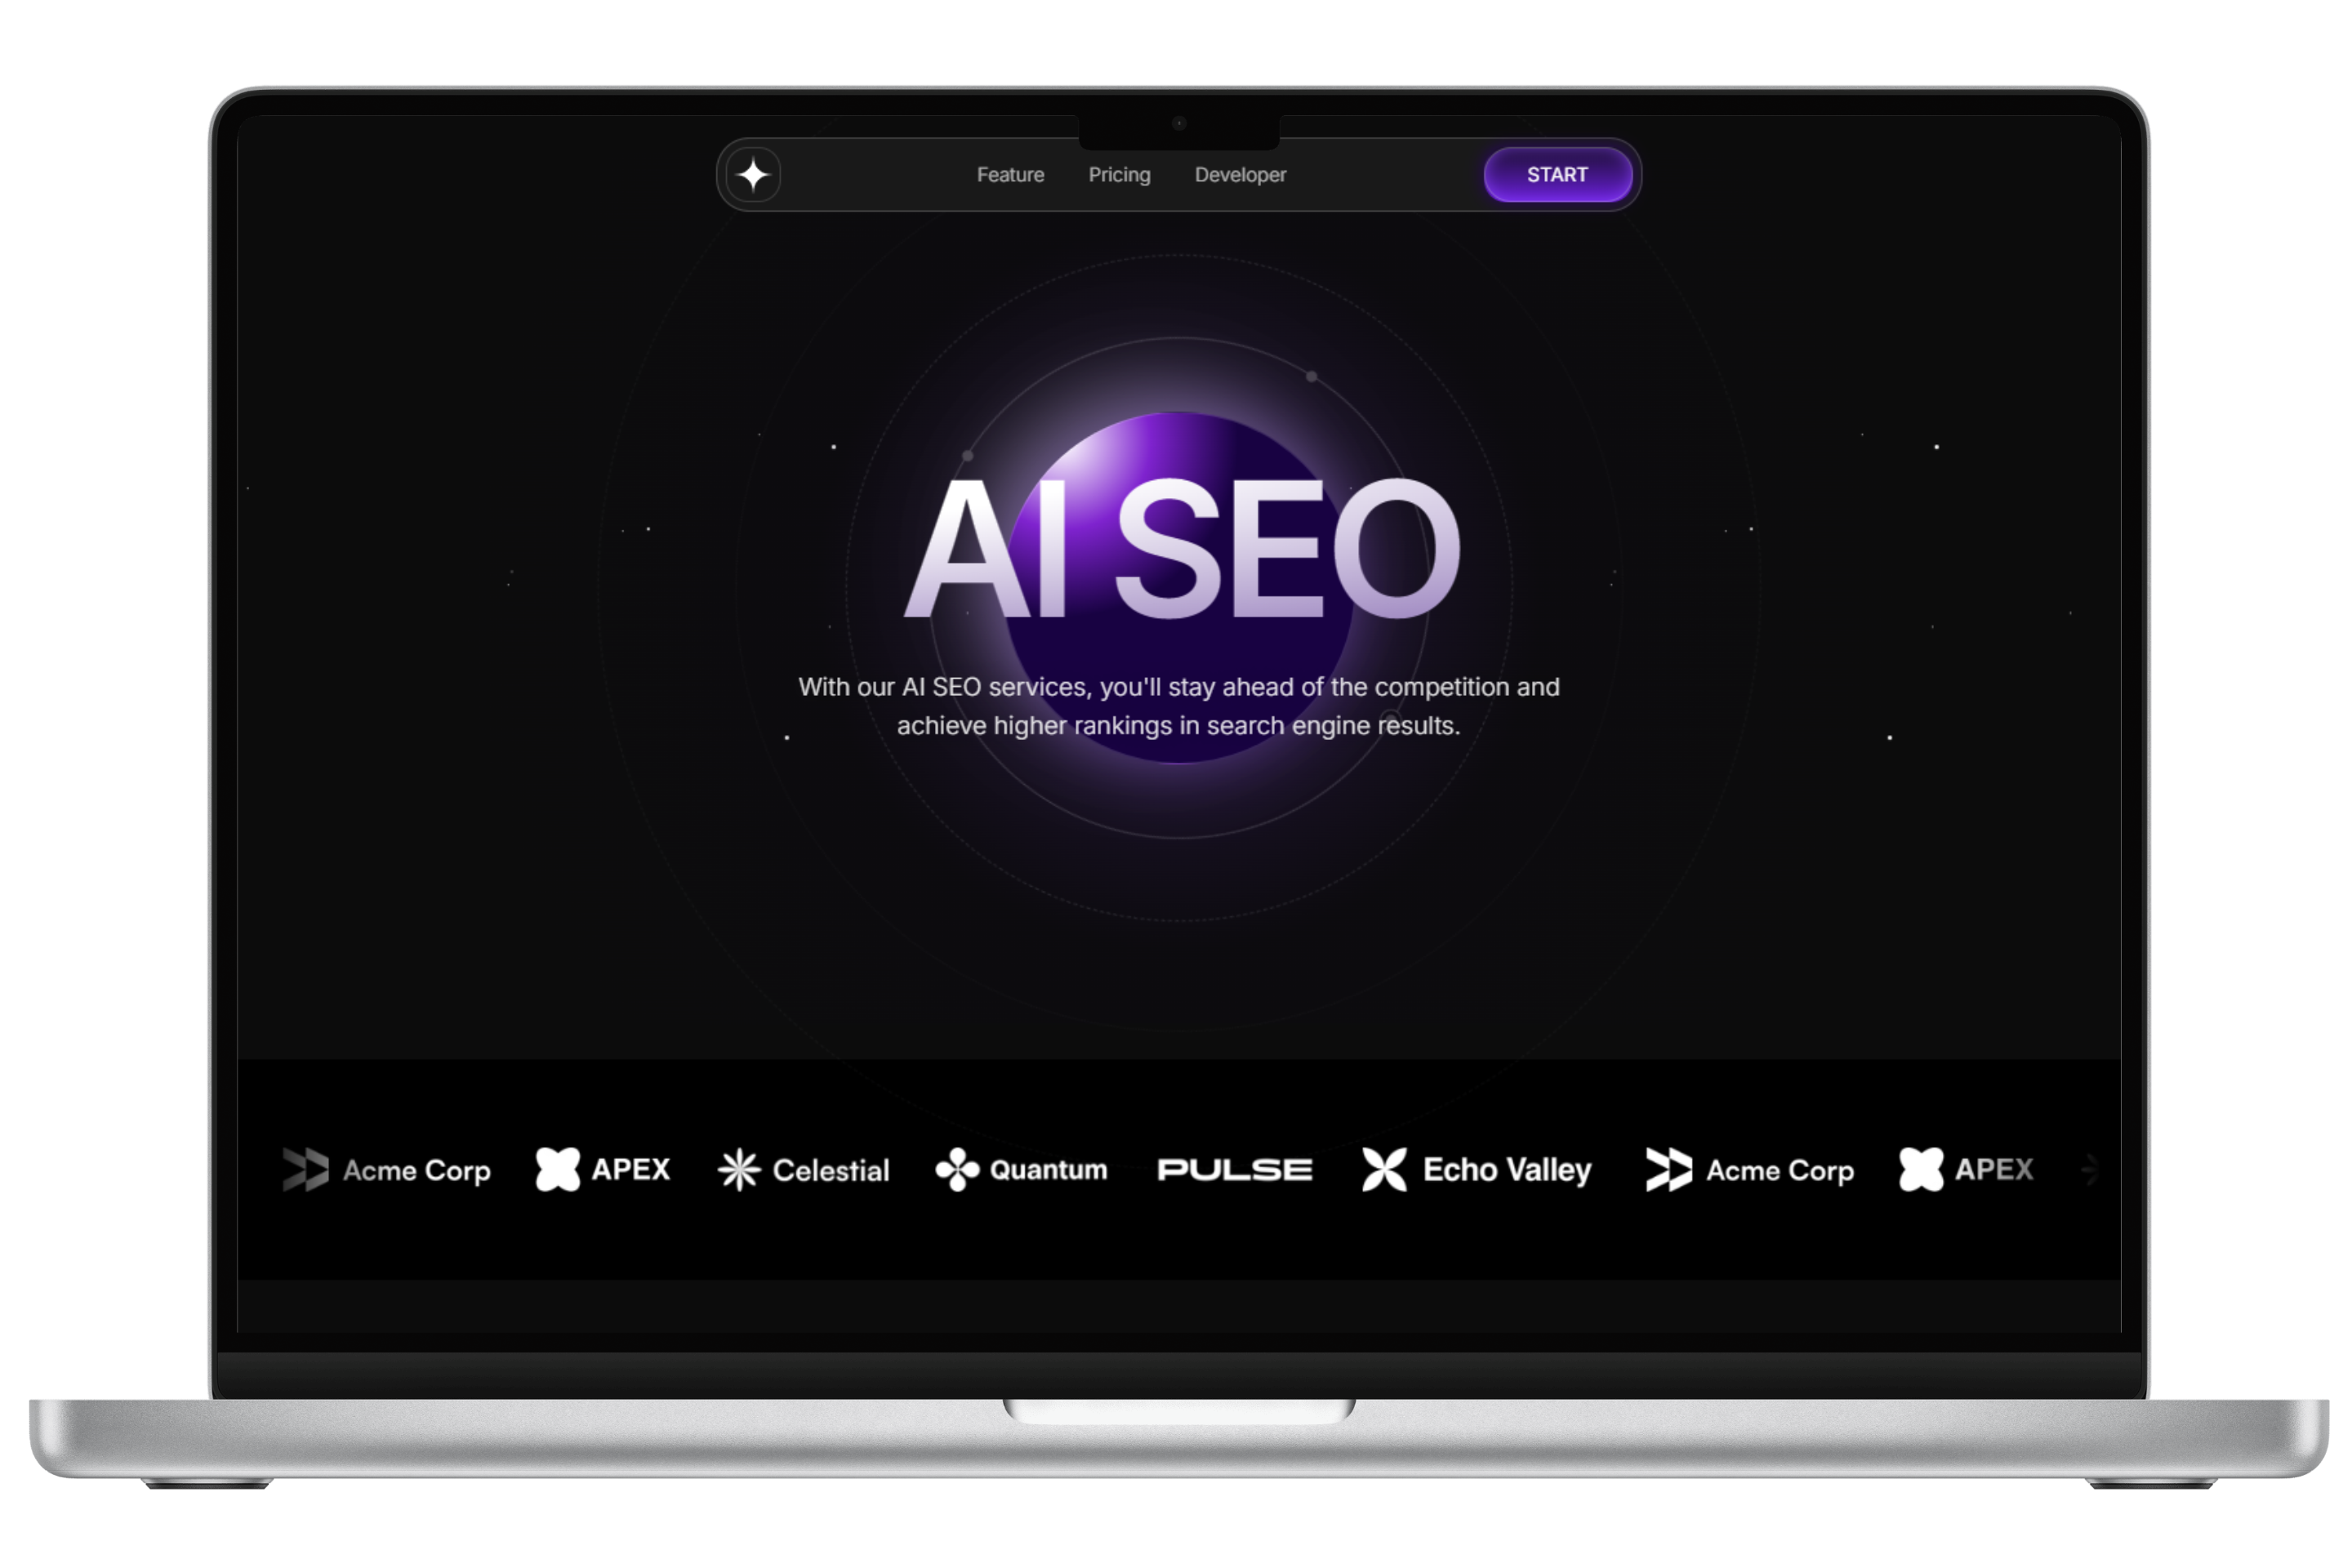 Feature Pricing Developer START
AI SEO
With our AI SEO services, you'll stay ahead of the competition and
achieve higher rankings in search engine results.
Acme Corp APEX Celestial Quantum PULSE Echo Valley Acme Corp APEX